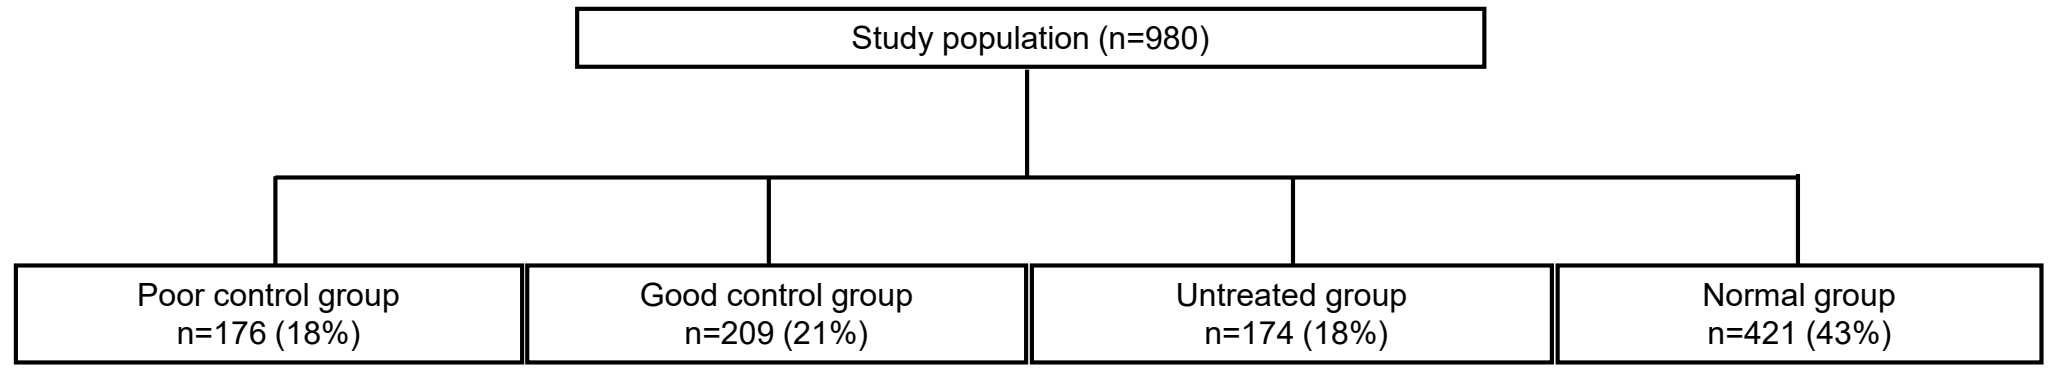 Study population (n=980)
Poor control group
n=176 (18%)
Good control group
n=209 (21%)
Untreated group
n=174 (18%)
Normal group
n=421 (43%)